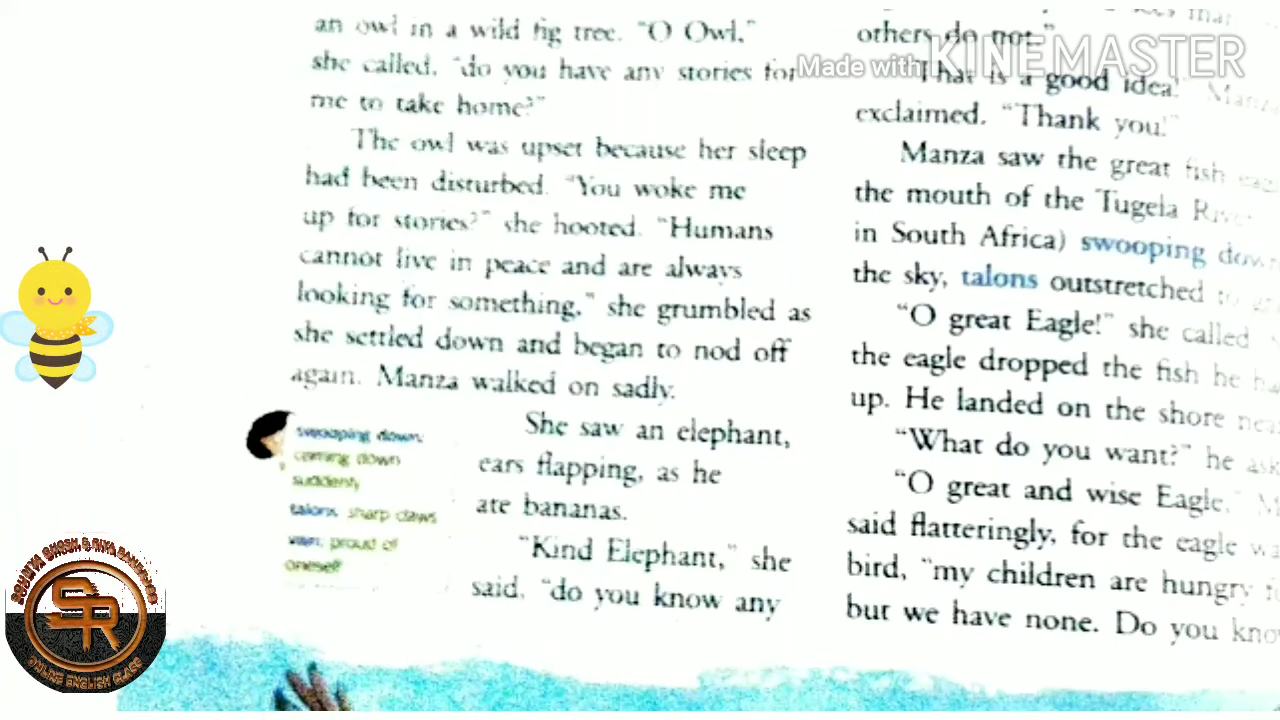 an owl in a wild fig tree. "O Owl,"
she called, "do you have any stories for
me to take home?"
The owl was upset because her sleep
had been disturbed. "You woke me
up for stories?" she hooted. "Humans
cannot live in peace and are always
looking for something," she grumbled as
she settled down and began to nod off
again. Manza walked on sadly.
She saw an elephant,
ears flapping, as he
ate bananas.
"Kind Elephant," she
said, "do you know any
swooping down:
coming down
suddenly
talons: sharp claws
vain: proud of
oneself
others do not."
"That is a good idea!" Manza
exclaimed. "Thank you!"
Manza saw the great fish
the mouth of the Tugela River
in South Africa) swooping down
the sky, talons outstretched to
"O great Eagle!" she called
the eagle dropped the fish he
up. He landed on the shore
"What do you want?" he
"O great and wise Eagle,"
said flatteringly, for the eagle
bird, "my children are hungry
but we have none. Do you
Made with KINEMASTER
SR
ONLINE ENGLISH CLASS